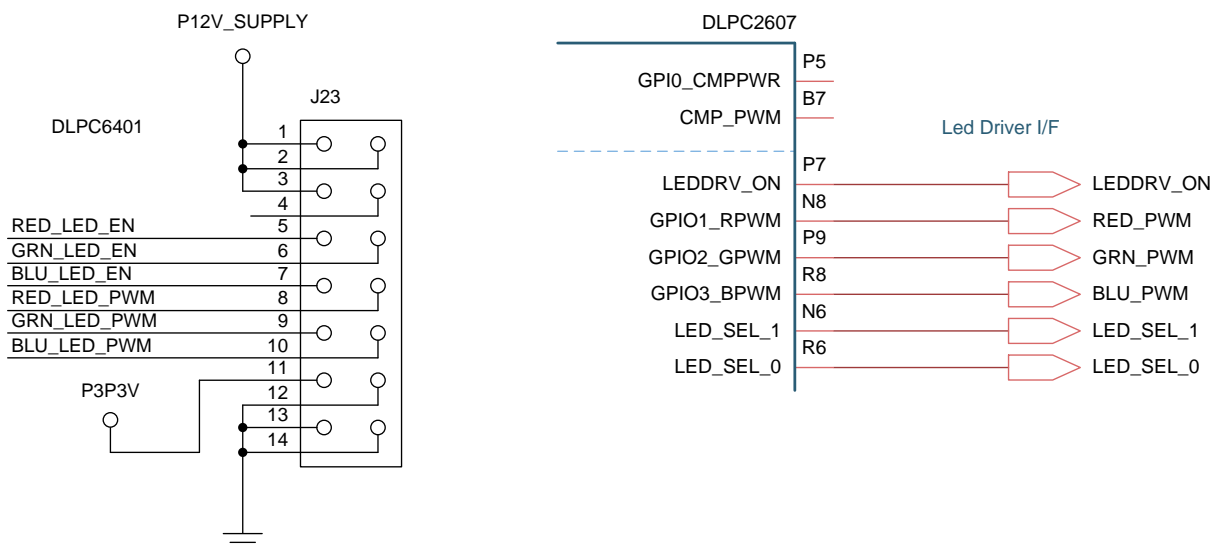 P12V_SUPPLY
J23
DLPC6401
1
2
3
4
RED_LED_EN 5
GRN_LED_EN 6
BLU_LED_EN 7
RED_LED_PWM 8
GRN_LED_PWM 9
BLU_LED_PWM 10
11
P3P3V
12
13
14
DLPC2607
GPI0_CMPPWR P5
CMP_PWM B7
Led Driver I/F
LEDDRV_ON P7 LEDDRV_ON
GPIO1_RPWM N8 RED_PWM
GPIO2_GPWM P9 GRN_PWM
GPIO3_BPWM R8 BLU_PWM
LED_SEL_1 N6 LED_SEL_1
LED_SEL_0 R6 LED_SEL_0